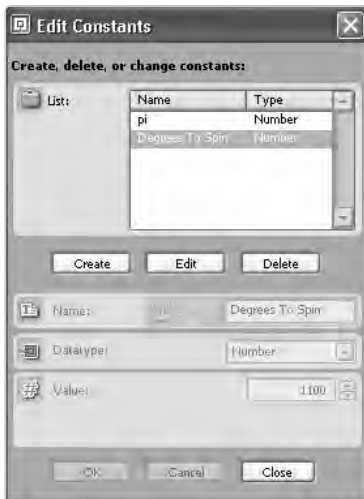 Edit Constants
Create, delete, or change constants:
List:
Name Type
pi Number
Degrees To Spin Number
Create Edit Delete
Name: Degrees To Spin
Datatype: Number
Value: 1100
OK Cancel Close